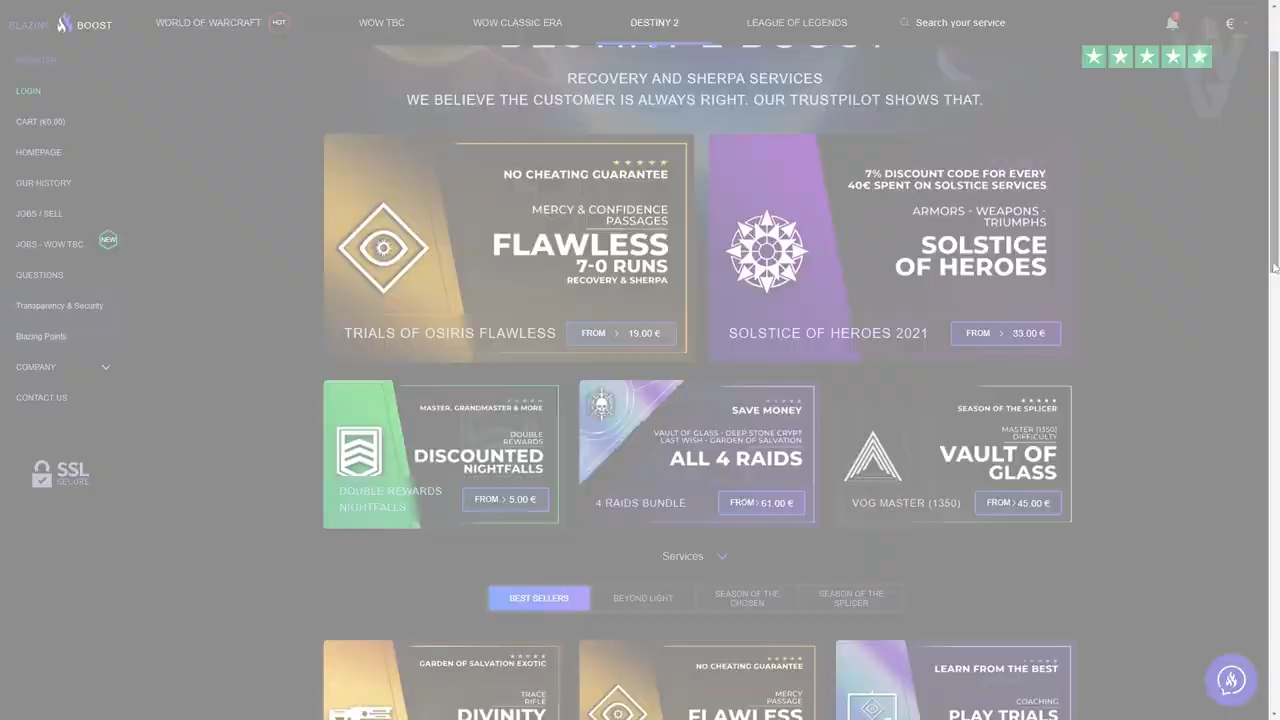 BLAZING BOOST
WORLD OF WARCRAFT
HOT
WOW TBC
WOW CLASSIC ERA
DESTINY 2
LEAGUE OF LEGENDS
Search your service
€
REGISTER
LOGIN
CART (€0.00)
HOMEPAGE
OUR HISTORY
JOBS / SELL
JOBS - WOW TBC
NEW
QUESTIONS
Transparency & Security
Blazing Points
COMPANY
CONTACT US
SSL
SECURE
DESTINY 2 BOOST
RECOVERY AND SHERPA SERVICES
WE BELIEVE THE CUSTOMER IS ALWAYS RIGHT. OUR TRUSTPILOT SHOWS THAT.
NO CHEATING GUARANTEE
MERCY & CONFIDENCE
PASSAGES
FLAWLESS
7-0 RUNS
RECOVERY & SHERPA
TRIALS OF OSIRIS FLAWLESS
FROM > 19.00 €
7% DISCOUNT CODE FOR EVERY
40€ SPENT ON SOLSTICE SERVICES
ARMORS - WEAPONS -
TRIUMPHS
SOLSTICE
OF HEROES
SOLSTICE OF HEROES 2021
FROM > 33.00 €
MASTER, GRANDMASTER & MORE
DOUBLE
REWARDS
DISCOUNTED
NIGHTFALLS
DOUBLE REWARDS
NIGHTFALLS
FROM > 5.00 €
SAVE MONEY
VAULT OF GLASS - DEEP STONE CRYPT
LAST WISH - GARDEN OF SALVATION
ALL 4 RAIDS
4 RAIDS BUNDLE
FROM > 61.00 €
SEASON OF THE SPLICER
MASTER (1350)
DIFFICULTY
VAULT OF
GLASS
VOG MASTER (1350)
FROM > 45.00 €
Services
BEST SELLERS
BEYOND LIGHT
SEASON OF THE
CHOSEN
SEASON OF THE
SPLICER
GARDEN OF SALVATION EXOTIC
TRACE
RIFLE
DIVINITY
NO CHEATING GUARANTEE
MERCY
PASSAGE
FLAWLESS
LEARN FROM THE BEST
COACHING
PLAY TRIALS